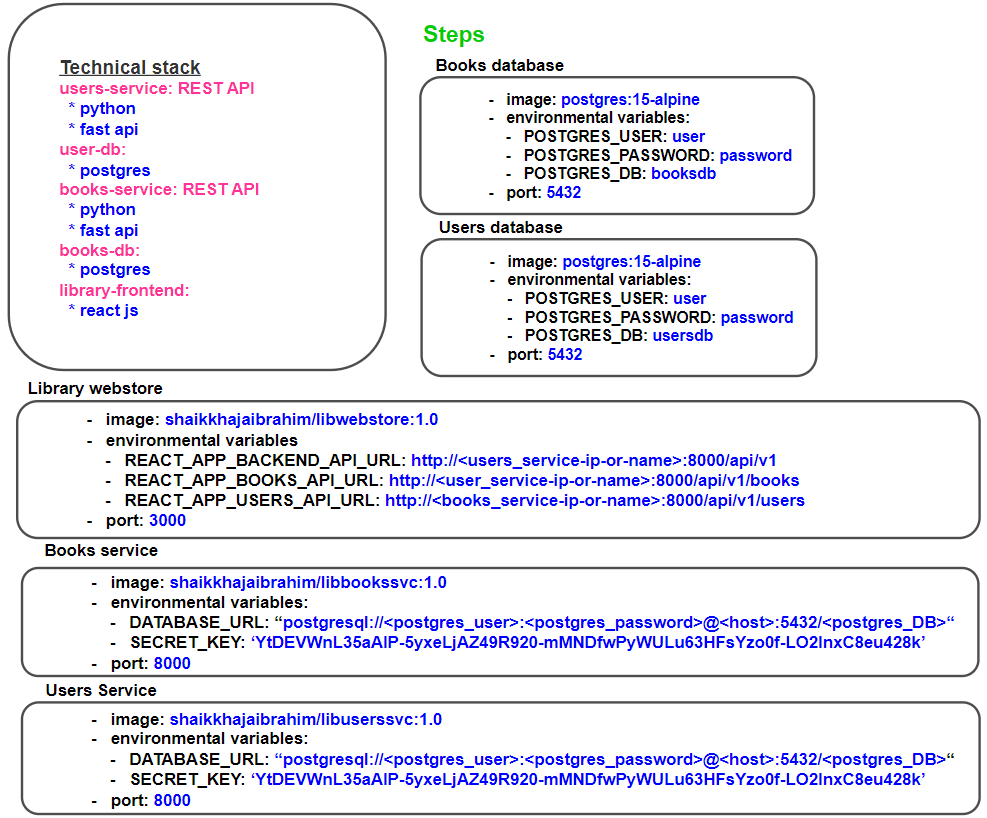 Technical stack
users-service: REST API
* python
* fast api
user-db:
* postgres
books-service: REST API
* python
* fast api
books-db:
* postgres
library-frontend:
* react js
Steps
Books database
- image: postgres:15-alpine
- environmental variables:
- POSTGRES_USER: user
- POSTGRES_PASSWORD: password
- POSTGRES_DB: booksdb
- port: 5432
Users database
- image: postgres:15-alpine
- environmental variables:
- POSTGRES_USER: user
- POSTGRES_PASSWORD: password
- POSTGRES_DB: usersdb
- port: 5432
Library webstore
- image: shaikkhajaibrahim/libwebstore:1.0
- environmental variables
- REACT_APP_BACKEND_API_URL: http://<users_service-ip-or-name>:8000/api/v1
- REACT_APP_BOOKS_API_URL: http://<user_service-ip-or-name>:8000/api/v1/books
- REACT_APP_USERS_API_URL: http://<books_service-ip-or-name>:8000/api/v1/users
- port: 3000
Books service
- image: shaikkhajaibrahim/libbookssvc:1.0
- environmental variables:
- DATABASE_URL: “postgresql://<postgres_user>:<postgres_password>@<host>:5432/<postgres_DB>“
- SECRET_KEY: ‘YtDEVWnL35aAIP-5yxeLjAZ49R920-mMNDfwPyWULu63HFsYzo0f-LO2lnxC8eu428k’
- port: 8000
Users Service
- image: shaikkhajaibrahim/libuserssvc:1.0
- environmental variables:
- DATABASE_URL: “postgresql://<postgres_user>:<postgres_password>@<host>:5432/<postgres_DB>“
- SECRET_KEY: ‘YtDEVWnL35aAIP-5yxeLjAZ49R920-mMNDfwPyWULu63HFsYzo0f-LO2lnxC8eu428k’
- port: 8000